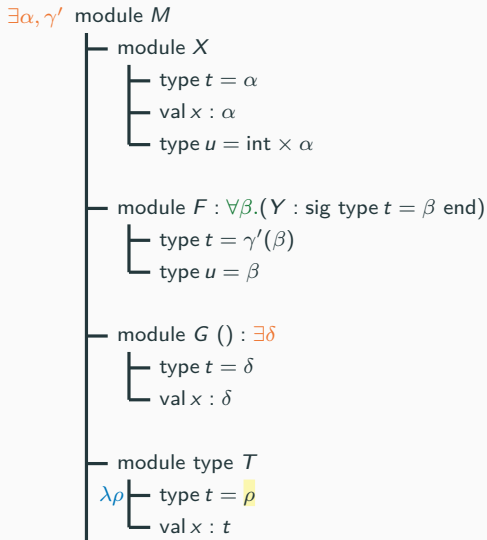 ∃α, γ′ module M
module X
type t = α
val x : α
type u = int × α
module F : ∀β.(Y : sig type t = β end)
type t = γ′(β)
type u = β
module G () : ∃δ
type t = δ
val x : δ
module type T
λρ type t = ρ
val x : t